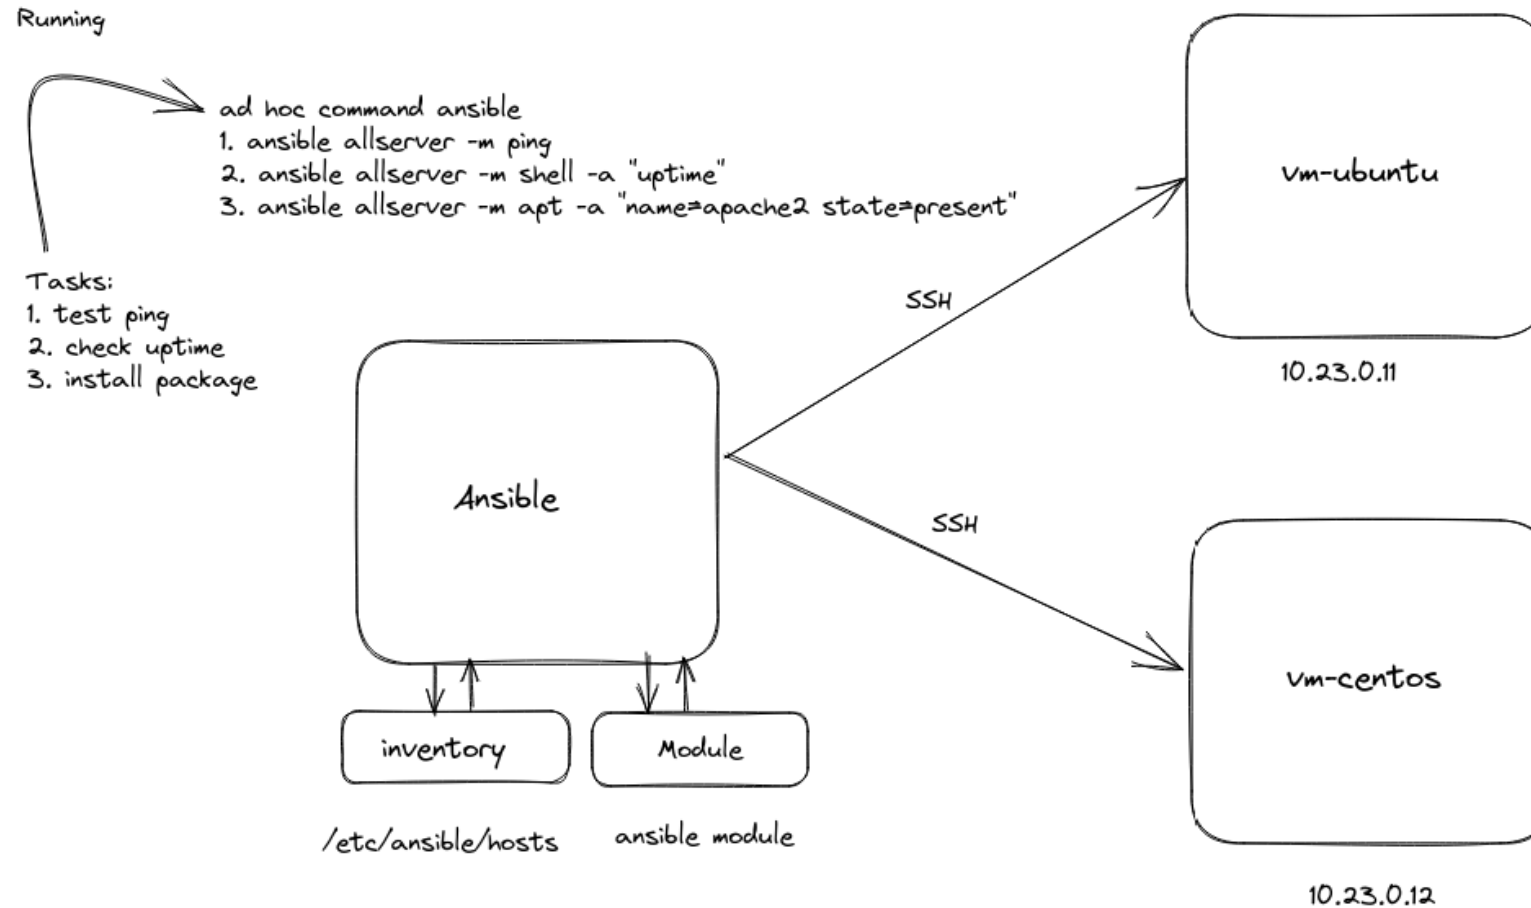 Running
ad hoc command ansible
1. ansible allserver -m ping
2. ansible allserver -m shell -a "uptime"
3. ansible allserver -m apt -a "name=apache2 state=present"
Tasks:
1. test ping
2. check uptime
3. install package
Ansible
inventory
Module
/etc/ansible/hosts
ansible module
SSH
SSH
vm-ubuntu
10.23.0.11
vm-centos
10.23.0.12